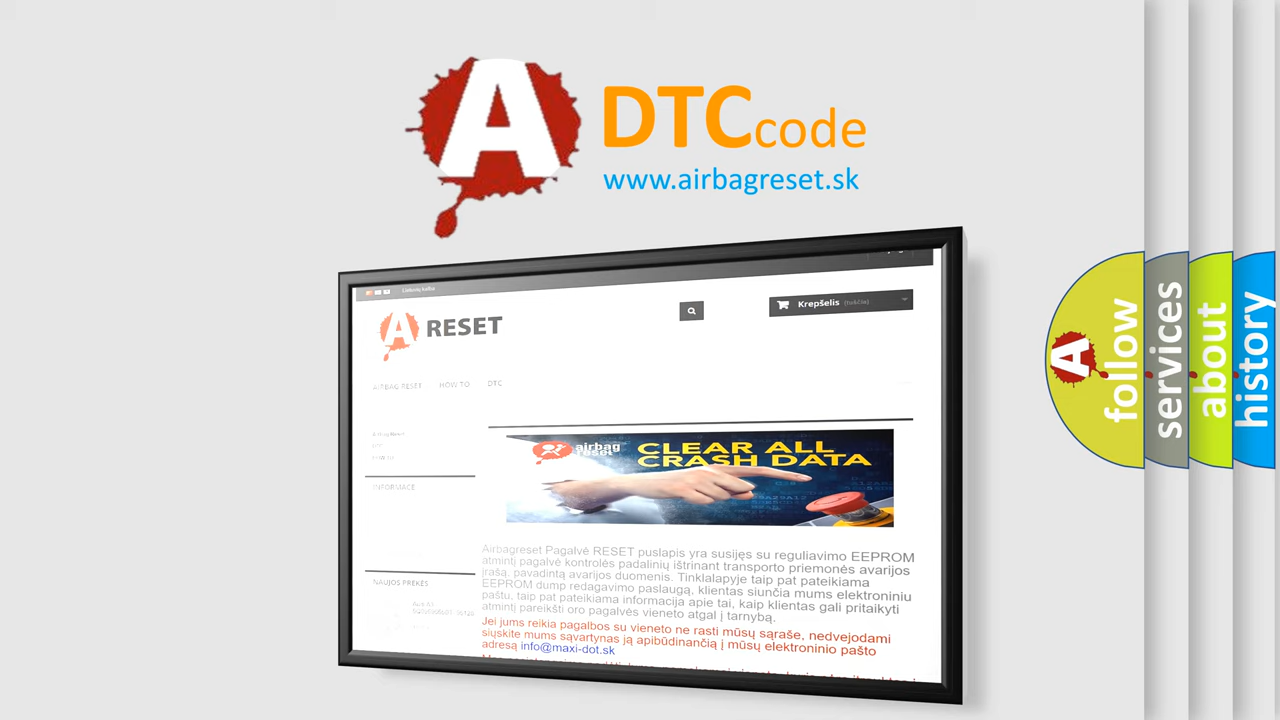 A DTCcode
www.airbagreset.sk
Lietuvių kalba
A RESET
Krepšelis (tuščia)
AIRBAG RESET HOW TO DTC
INFORMACE
NAUJOS PREKĖS
airbag
reset
CLEAR ALL
CRASH DATA
Airbagreset Pagalvė RESET puslapis yra susijęs su reguliavimo EEPROM
atmintį pagalvė kontrolės padalinių ištrinant transporto priemonės avarijos
įrašą, pavadintą avarijos duomenis. Tinklalapyje taip pat pateikiama
EEPROM dump redagavimo paslaugą, klientas siunčia mums elektroniniu
paštu, taip pat pateikiama informacija apie tai, kaip klientas gali pritaikyti
atmintį pareikšti oro pagalvės vieneto atgal į tarnybą.
Jei jums reikia pagalbos su vieneto ne rasti mūsų sąraše, nedvejodami
siųskite mums sąvartynas ją apibūdinančią į mūsų elektroninio pašto
adresą info@maxi-dot.sk
A follow
services
about
history